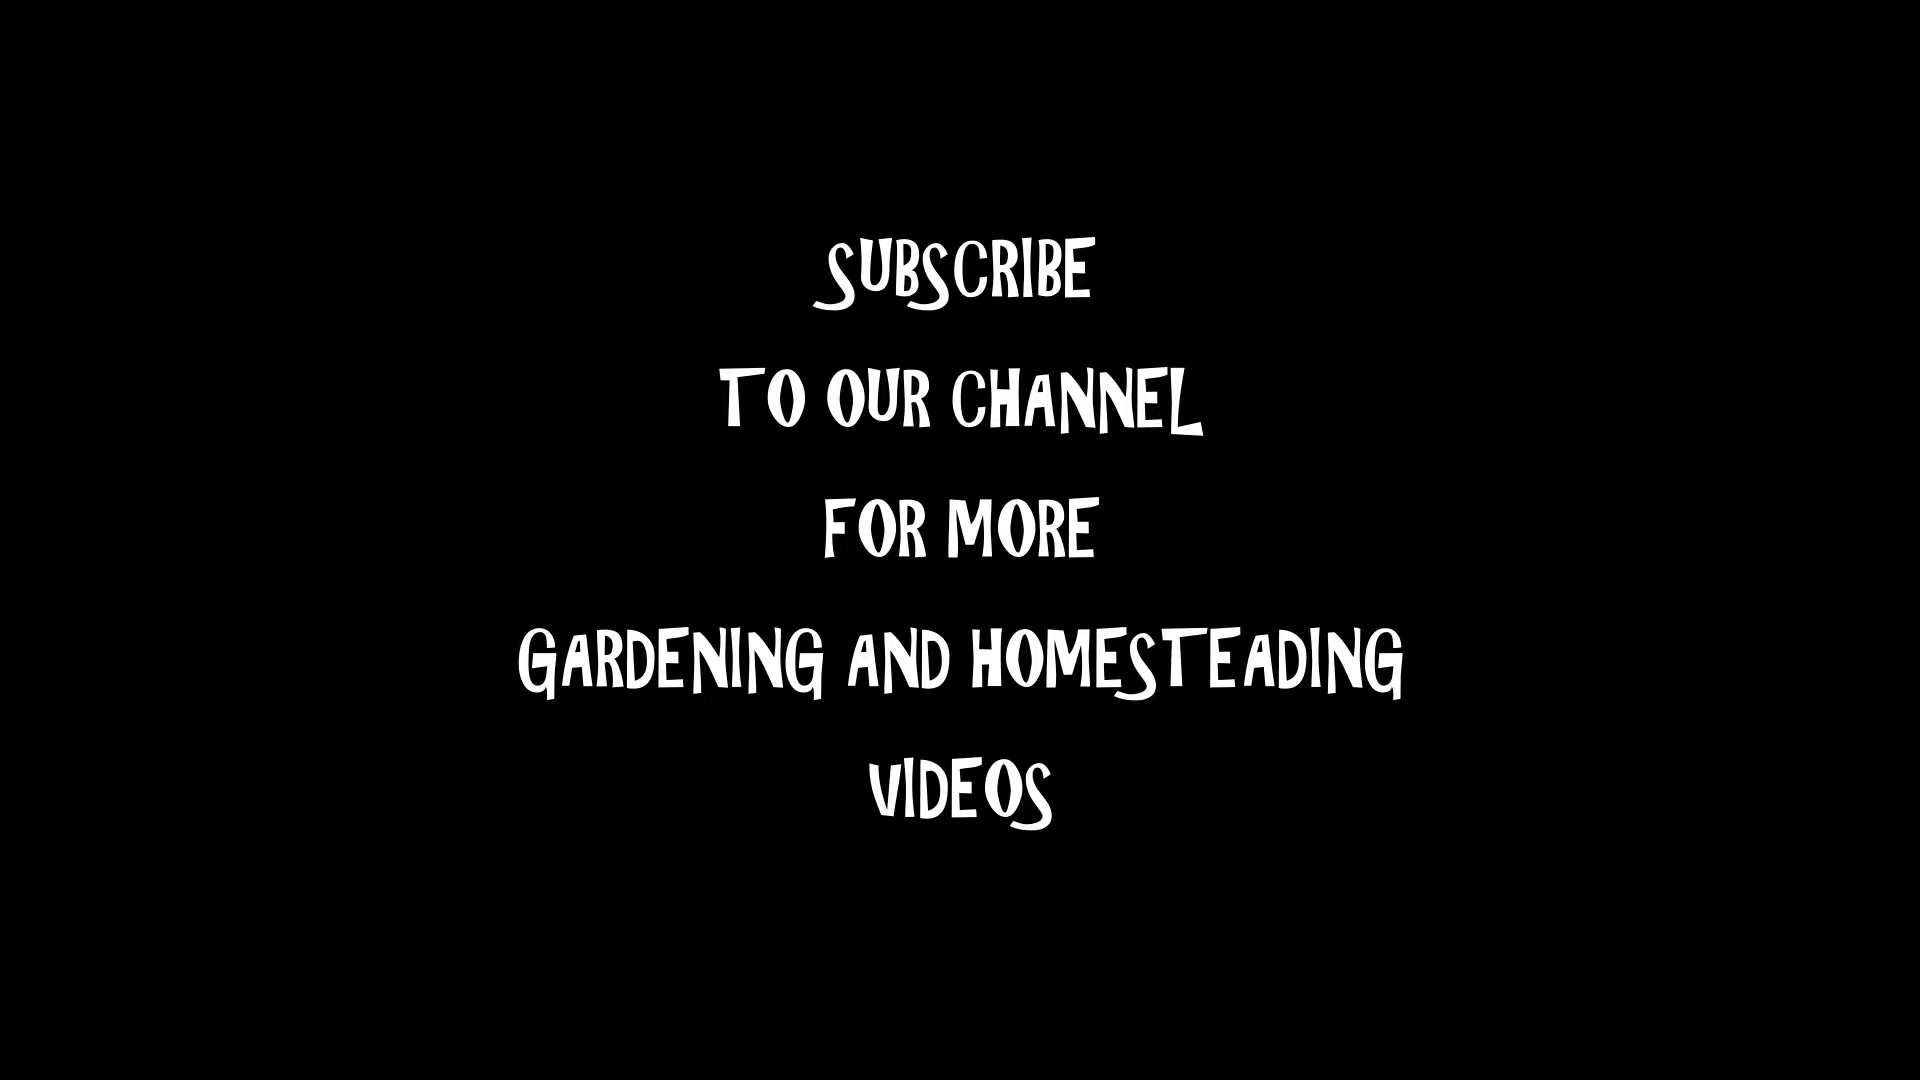 SUBSCRIBE
TO OUR CHANNEL
FOR MORE
GARDENING AND HOMESTEADING
VIDEOS